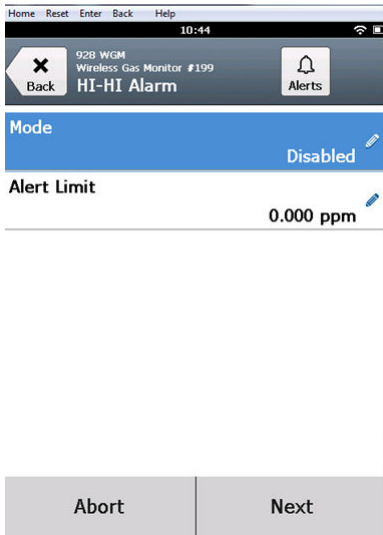 Home Reset Enter Back Help
10:44
928 WGM
Wireless Gas Monitor #199
HI-HI Alarm
Back
Alerts
Mode
Disabled
Alert Limit
0.000 ppm
Abort
Next